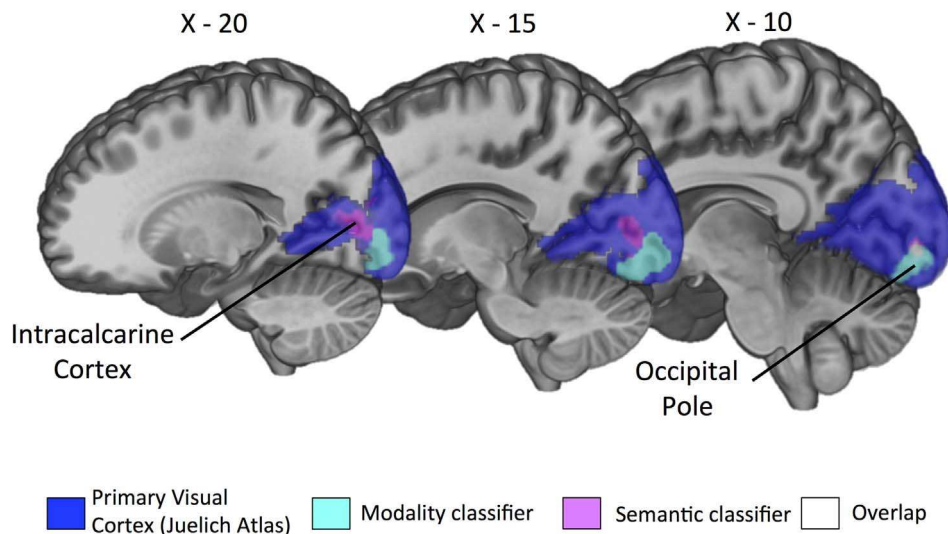 X - 20
X - 15
X - 10
Intracalcarine
Cortex
Occipital
Pole
Primary Visual
Cortex (Juelich Atlas)
Modality classifier
Semantic classifier
Overlap